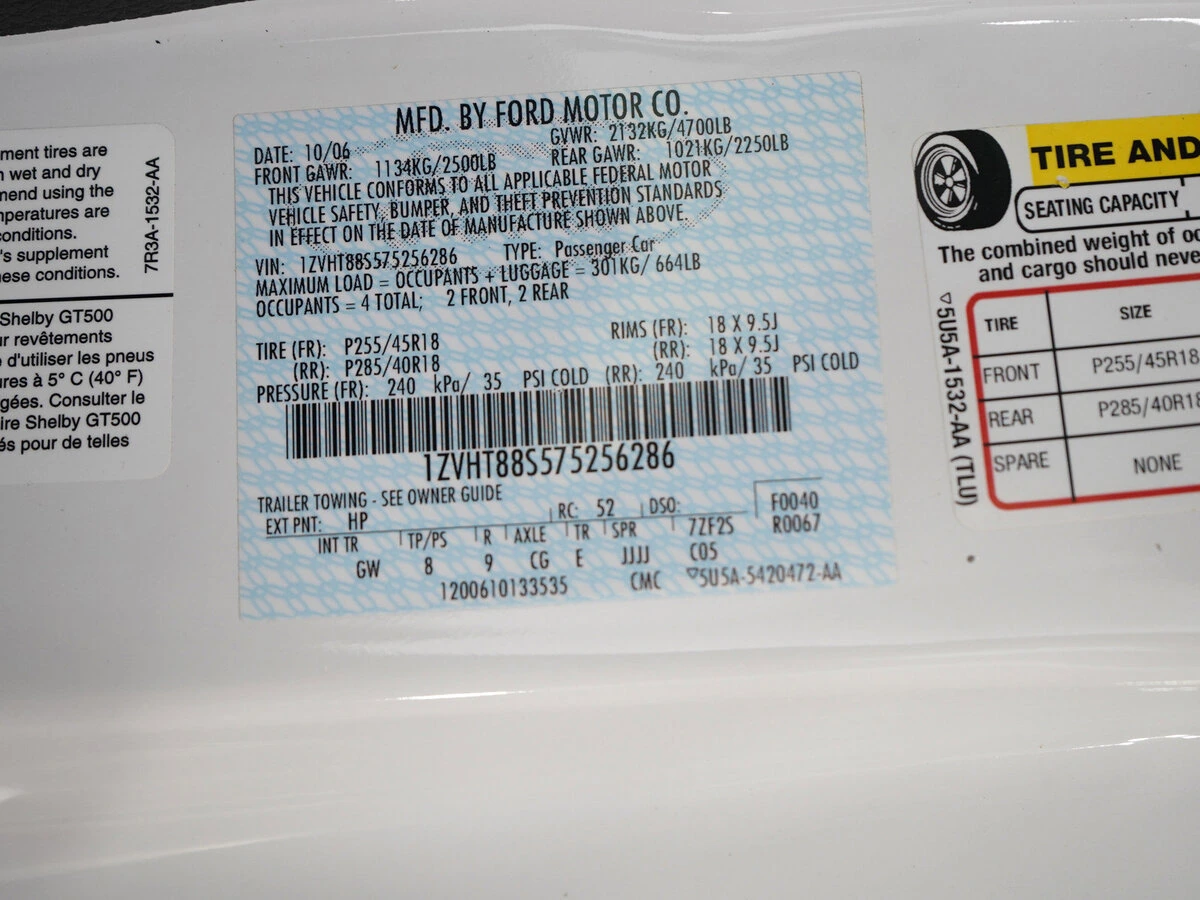 ment tires are
n wet and dry
mend using the
mperatures are
conditions.
's supplement
hese conditions.
7R3A-1532-AA
Shelby GT500
ur revêtements
e d'utiliser les pneus
ures à 5° C (40° F)
gées. Consulter le
ire Shelby GT500
és pour de telles
MFD. BY FORD MOTOR CO.
DATE: 10/06 GVWR: 2132KG/4700LB
FRONT GAWR: 1134KG/2500LB REAR GAWR: 1021KG/2250LB
THIS VEHICLE CONFORMS TO ALL APPLICABLE FEDERAL MOTOR
VEHICLE SAFETY, BUMPER, AND THEFT PREVENTION STANDARDS
IN EFFECT ON THE DATE OF MANUFACTURE SHOWN ABOVE.
VIN: 1ZVHT88S575256286 TYPE: Passenger Car
MAXIMUM LOAD = OCCUPANTS + LUGGAGE = 301KG/ 664LB
OCCUPANTS = 4 TOTAL; 2 FRONT, 2 REAR
TIRE (FR): P255/45R18 RIMS (FR): 18 X 9.5J
(RR): P285/40R18 (RR): 18 X 9.5J
PRESSURE (FR): 240 kPa/ 35 PSI COLD (RR): 240 kPa/ 35 PSI COLD
1ZVHT88S575256286
TRAILER TOWING - SEE OWNER GUIDE
EXT PNT: HP RC: 52 DSO: F0040
INT TR TP/PS R AXLE TR SPR 7ZF2S R0067
GW 8 9 CG E JJJJ C05
1200610133535 CMC ▽5U5A-5420472-AA
TIRE AND
SEATING CAPACITY
The combined weight of oc
and cargo should neve
▽5U5A-1532-AA (TLU)
TIRE SIZE
FRONT P255/45R18
REAR P285/40R18
SPARE NONE